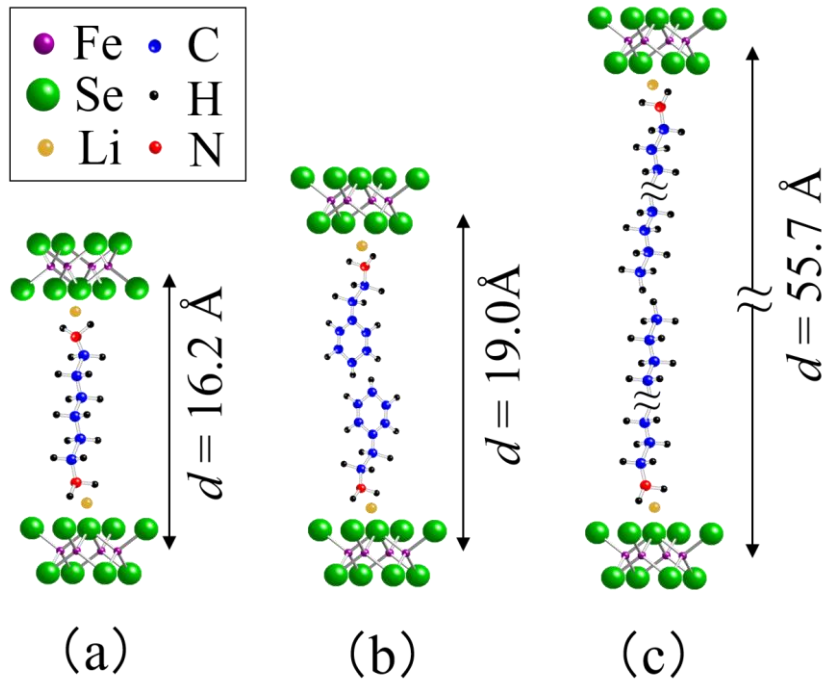 Fe C
Se H
Li N
d = 16.2 Å
d = 19.0Å
d = 55.7 Å
(a)
(b)
(c)